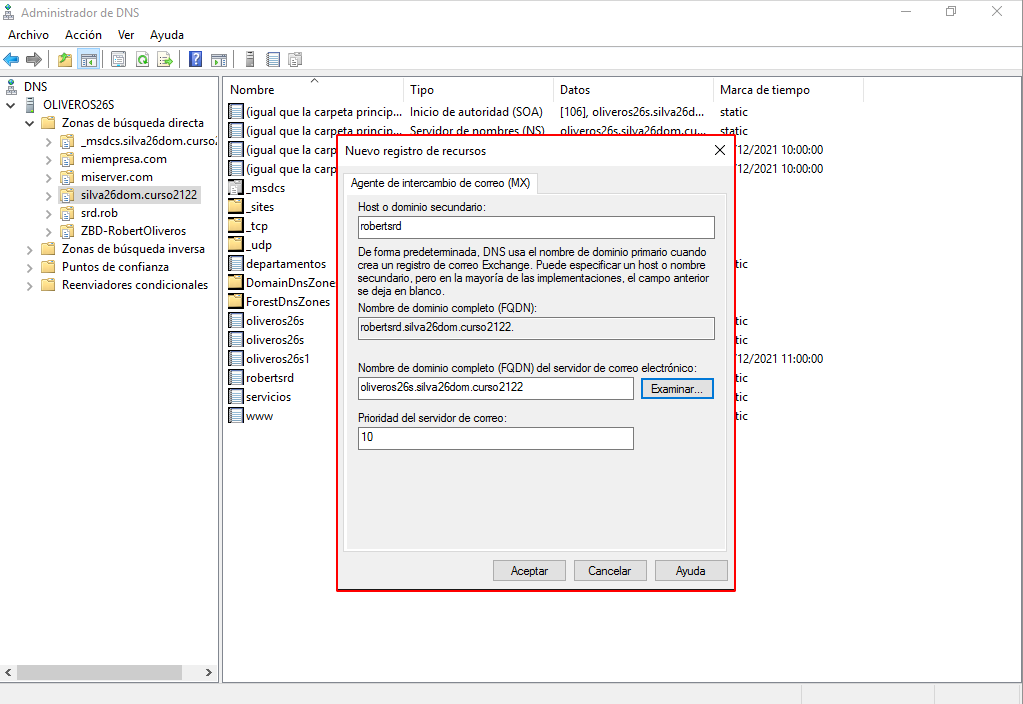 Administrador de DNS
Archivo Acción Ver Ayuda
DNS
OLIVEROS26S
Zonas de búsqueda directa
_msdcs.silva26dom.curso2
miempresa.com
miserver.com
silva26dom.curso2122
srd.rob
ZBD-RobertOliveros
Zonas de búsqueda inversa
Puntos de confianza
Reenviadores condicionales
Nombre Tipo Datos Marca de tiempo
(igual que la carpeta princip... Inicio de autoridad (SOA) [106], oliveros26s.silva26d... static
(igual que la carpeta princip... Servidor de nombres (NS) oliveros26s.silva26dom.cu... static
(igual que la carp /12/2021 10:00:00
(igual que la carp /12/2021 10:00:00
_msdcs
_sites
_tcp
_udp
departamentos tic
DomainDnsZone
ForestDnsZones
oliveros26s tic
oliveros26s tic
oliveros26s1 /12/2021 11:00:00
robertsrd tic
servicios tic
www tic
Nuevo registro de recursos
Agente de intercambio de correo (MX)
Host o dominio secundario:
robertsrd
De forma predeterminada, DNS usa el nombre de dominio primario cuando
crea un registro de correo Exchange. Puede especificar un host o nombre
secundario, pero en la mayoría de las implementaciones, el campo anterior
se deja en blanco.
Nombre de dominio completo (FQDN):
robertsrd.silva26dom.curso2122.
Nombre de dominio completo (FQDN) del servidor de correo electrónico:
oliveros26s.silva26dom.curso2122 Examinar...
Prioridad del servidor de correo:
10
Aceptar Cancelar Ayuda